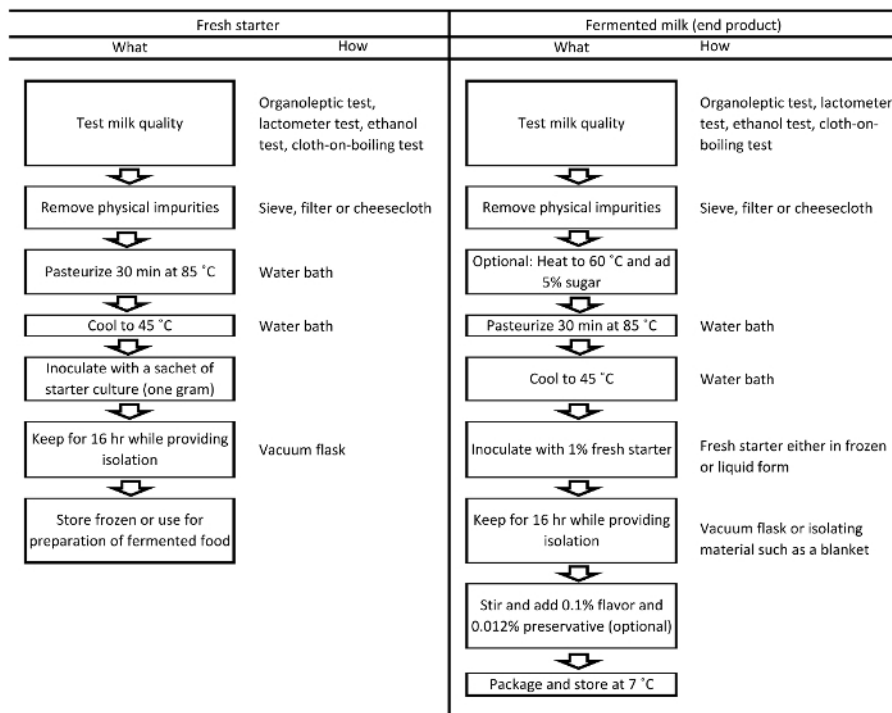 Fresh starter
What
How
Test milk quality
Organoleptic test,
lactometer test, ethanol
test, cloth-on-boiling test
Remove physical impurities
Sieve, filter or cheesecloth
Pasteurize 30 min at 85 ˚C
Water bath
Cool to 45 ˚C
Water bath
Inoculate with a sachet of
starter culture (one gram)
Keep for 16 hr while providing
isolation
Vacuum flask
Store frozen or use for
preparation of fermented food
Fermented milk (end product)
What
How
Test milk quality
Organoleptic test, lactometer
test, ethanol test, cloth-on-
boiling test
Remove physical impurities
Sieve, filter or cheesecloth
Optional: Heat to 60 ˚C and ad
5% sugar
Pasteurize 30 min at 85 ˚C
Water bath
Cool to 45 ˚C
Water bath
Inoculate with 1% fresh starter
Fresh starter either in frozen
or liquid form
Keep for 16 hr while providing
isolation
Vacuum flask or isolating
material such as a blanket
Stir and add 0.1% flavor and
0.012% preservative (optional)
Package and store at 7 ˚C